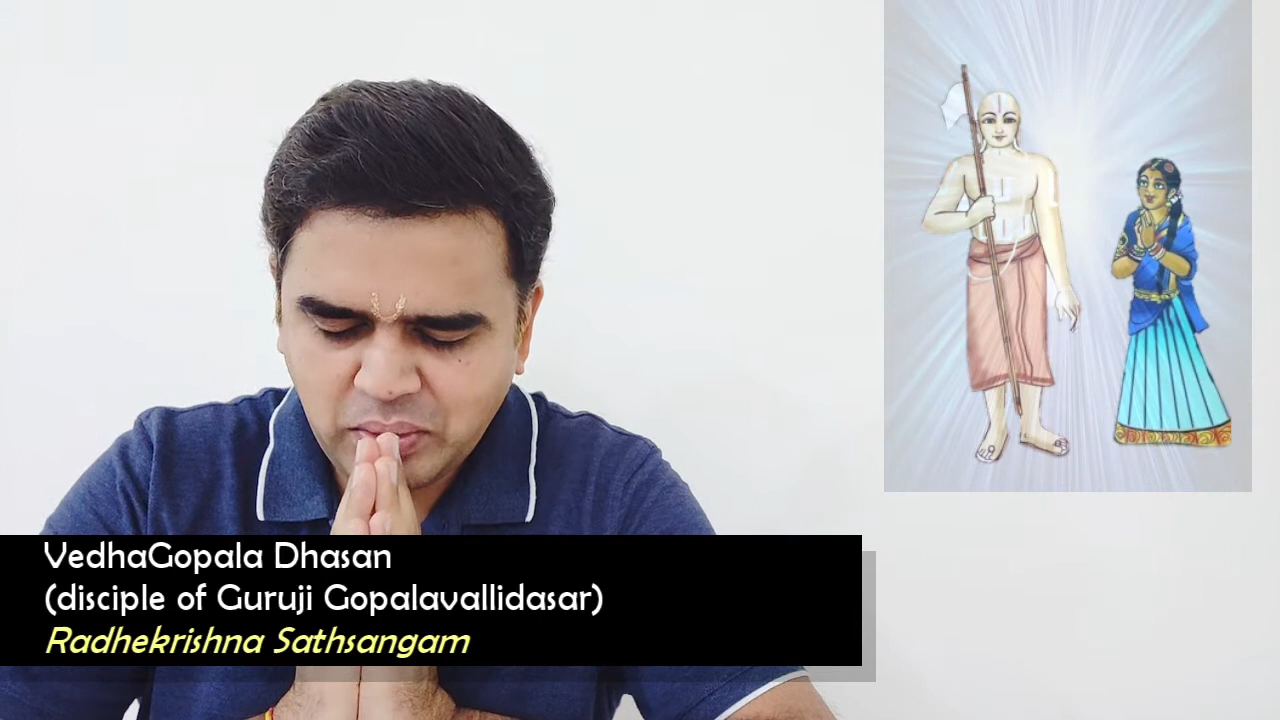 VedhaGopala Dhasan
(disciple of Guruji Gopalavallidasar)
Radhekrishna Sathsangam